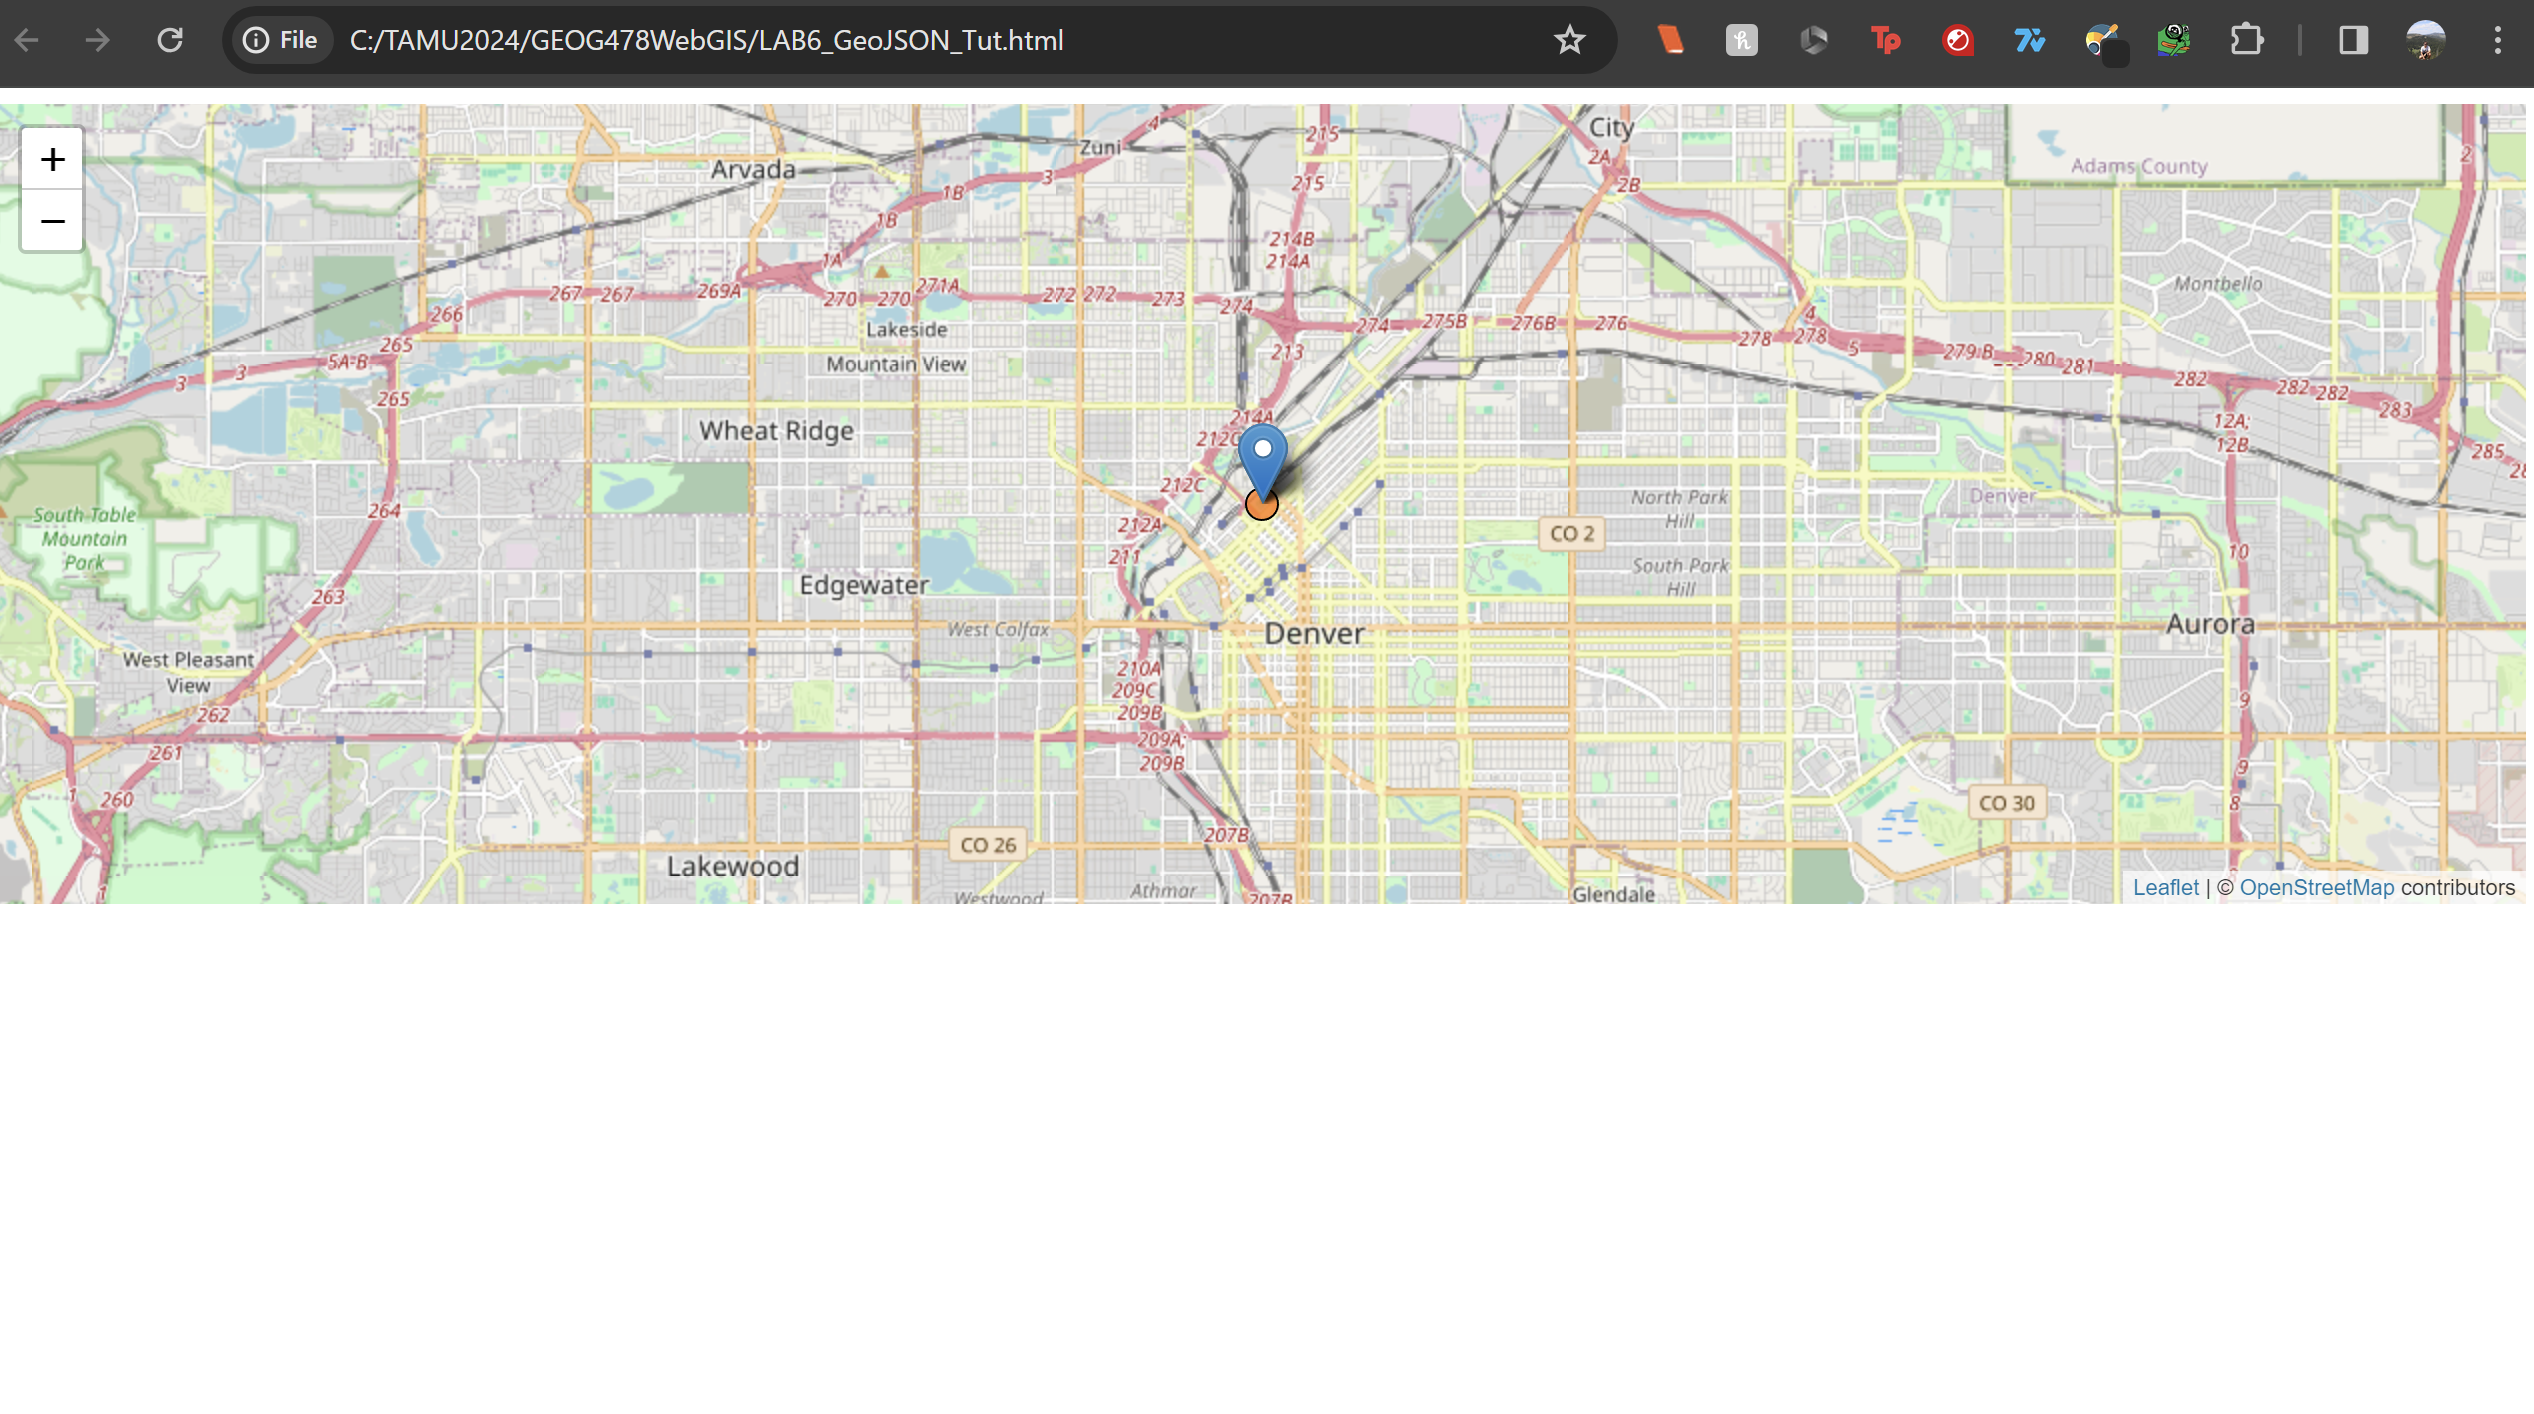 File
C:/TAMU2024/GEOG478WebGIS/LAB6_GeoJSON_Tut.html
h
Tp
+
−
City
4
215
Zuni
2A
2
Arvada
Adams County
3
215
2B
1B
1B
214B
1A
214A
Montbello
267
267
269A
270
270
271A
272
272
273
274
266
4
274
275B
276B
276
278
278
5
279 B
280
281
Lakeside
265
213
5A-B
3
3
Mountain View
282
282
282
283
265
214A
12A;
12B
Wheat Ridge
212C
285
28
212C
264
North Park
Hill
Denver
South Table
Mountain
Park
212A
CO 2
211
10
South Park
Hill
Edgewater
263
West Colfax
Denver
Aurora
West Pleasant
View
210A
209C
209B
9
262
261
209A;
209B
9
1
260
8
CO 30
207B
CO 26
Lakewood
1
Westwood
Athmar
207B
Glendale
Leaflet | © OpenStreetMap contributors